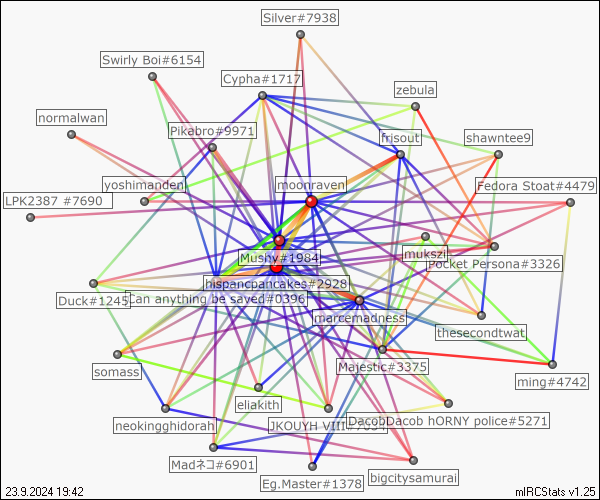 Silver#7938
Swirly Boi#6154
Cypha#1717
zebula
normalwan
Pikabro#9971
frisout
shawntee9
yoshimanden
moonraven
Fedora Stoat#4479
LPK2387 #7690
Mushy#1984
mukszil
Pocket Persona#3326
hispancpancakes#2928
Duck#1245
Can anything be saved#0396
marcemadness
thesecondtwat
somass
Majestic#3375
ming#4742
eliakith
neokingghidorah
JKOUYH VIII#7034
DacobDacob hORNY police#5271
Madネコ#6901
Eg.Master#1378
bigcitysamurai
23.9.2024 19:42
mIRCStats v1.25